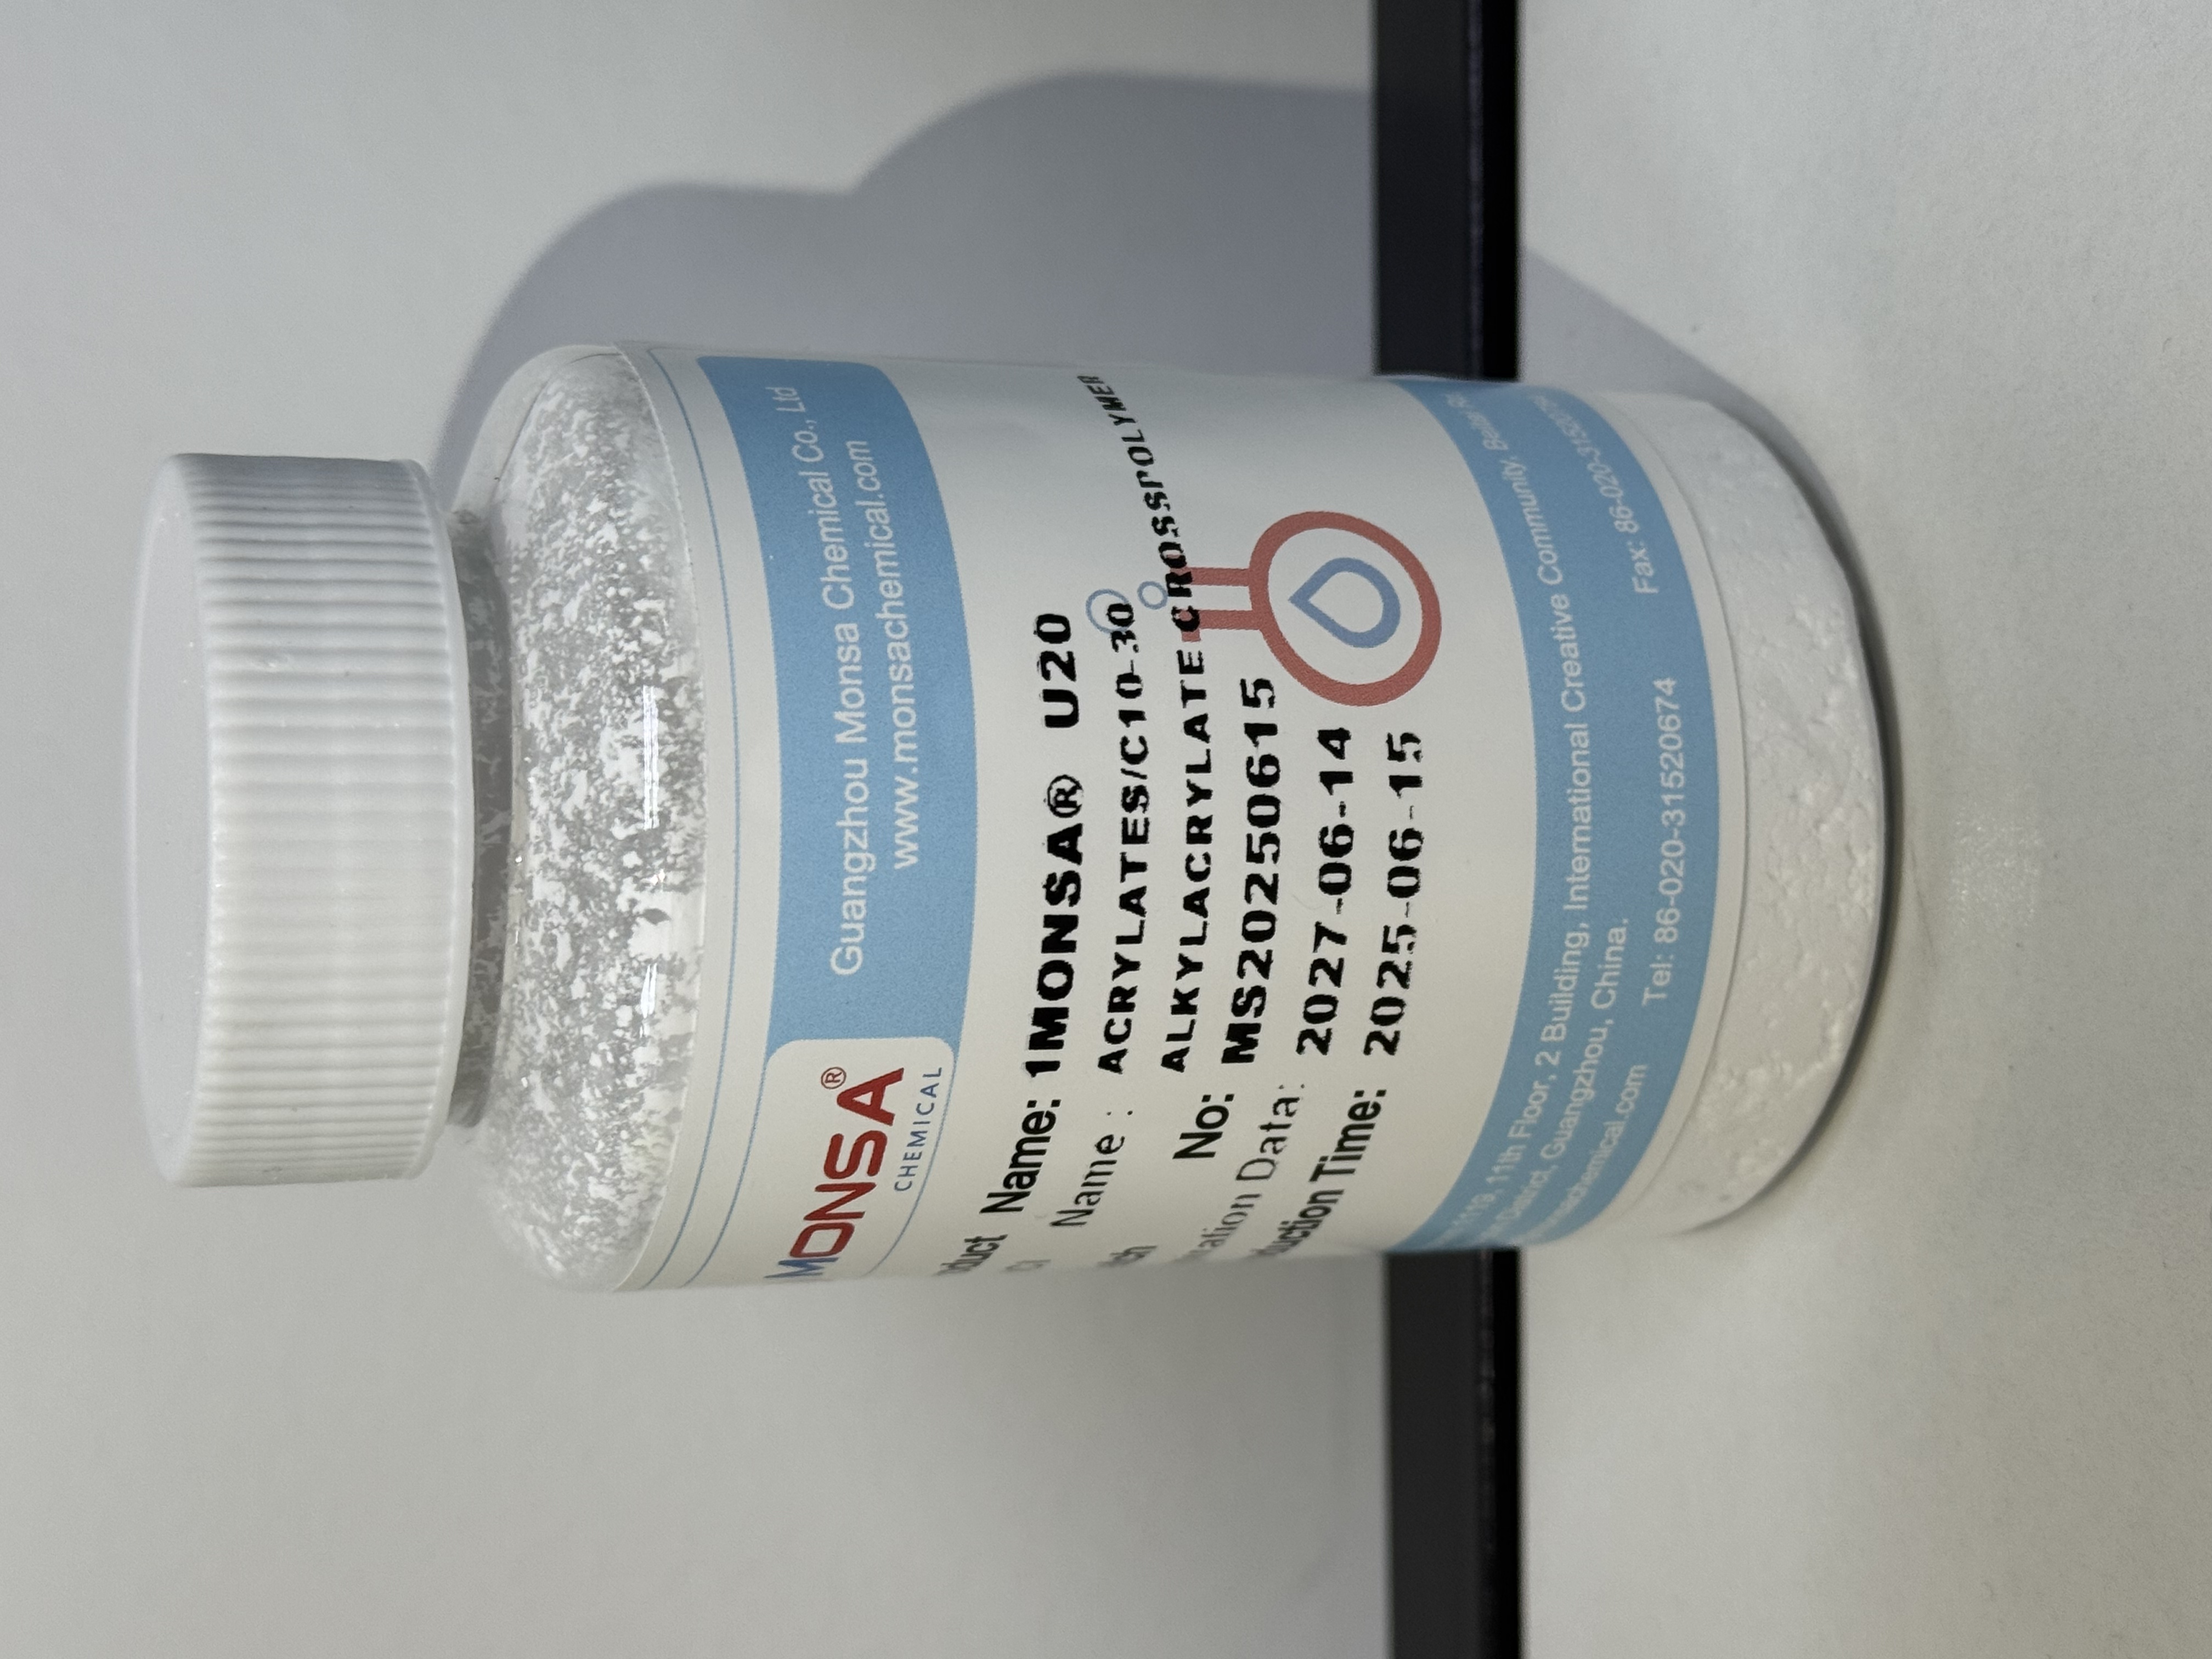 MONSA®
CHEMICAL
Guangzhou Monsa Chemical Co., Ltd
www.monsachemical.com
Name: 1MONSA® U20
Name : ACRYLATES/C10-30
ALKYLACRYLATE CROSSPOLYMER
No: MS20250615
Data: 2027-06-14
Time: 2025-06-15
11th Floor, 2 Building, International Creative Community,
District, Guangzhou, China.
Tel: 86-020-31520674 Fax: